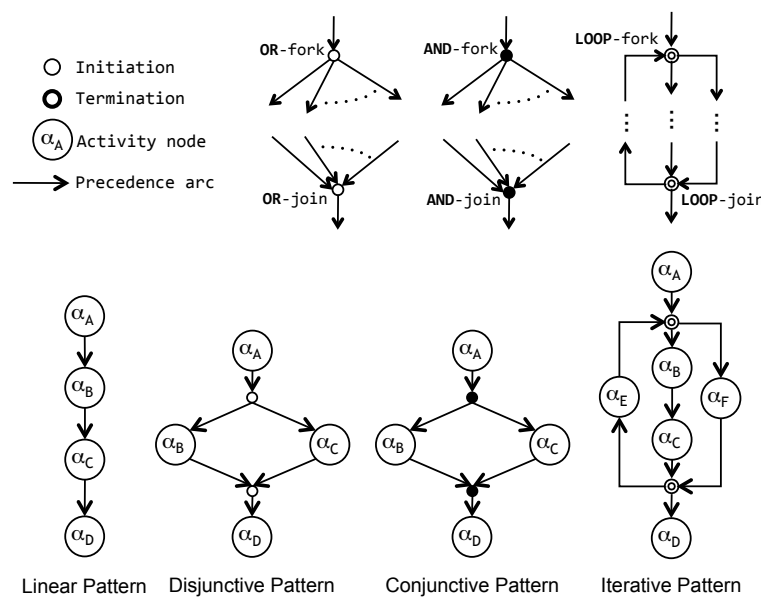 Initiation
Termination
αA Activity node
Precedence arc
OR-fork
AND-fork
LOOP-fork
OR-join
AND-join
LOOP-join
αA
αB
αC
αD
αA
αB
αC
αD
αA
αB
αC
αD
αA
αB
αE
αF
αC
αD
Linear Pattern
Disjunctive Pattern
Conjunctive Pattern
Iterative Pattern